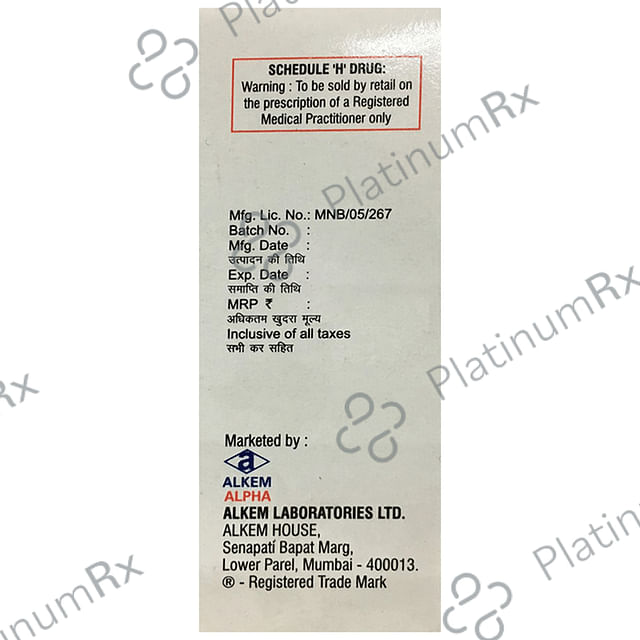 PlatinumRx
SCHEDULE 'H' DRUG:
Warning : To be sold by retail on
the prescription of a Registered
Medical Practitioner only
PlatinumRx
Mfg. Lic. No.: MNB/05/267
Batch No. :
Mfg. Date :
उत्पादन की तिथि
Exp. Date :
समाप्ति की तिथि
MRP ₹ :
अधिकतम खुदरा मूल्य
Inclusive of all taxes
सभी कर सहित
PlatinumRx
Rx
Marketed by :
a
ALKEM
ALPHA
ALKEM LABORATORIES LTD.
ALKEM HOUSE,
Senapati Bapat Marg,
Lower Parel, Mumbai - 400013.
® - Registered Trade Mark
Platinum
inumRx